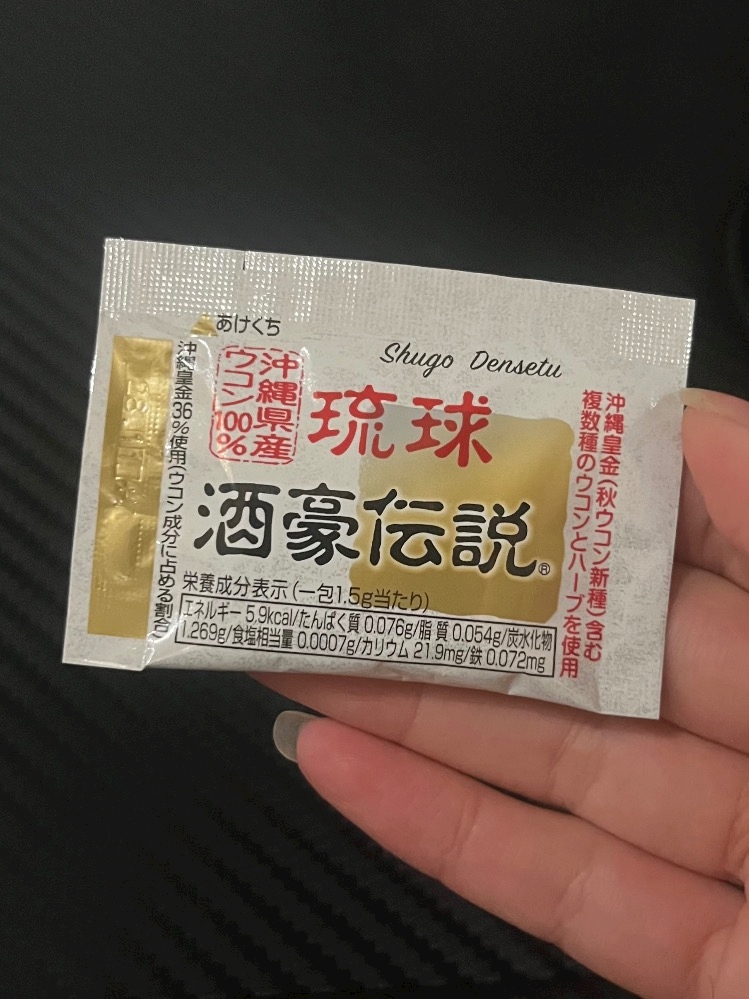 あけくち
Shugo Densetu
沖縄県産
ウコン
100%
琉球
酒豪伝説®
沖縄皇金36%使用(ウコン成分に占める割合)
沖縄皇金(秋ウコン新種)含む
複数種のウコンとハーブを使用
栄養成分表示(一包1.5g当たり)
エネルギー 5.9kcal/たんぱく質 0.076g/脂質 0.054g/炭水化物
1.269g/食塩相当量 0.0007g/カリウム 21.9mg/鉄 0.072mg